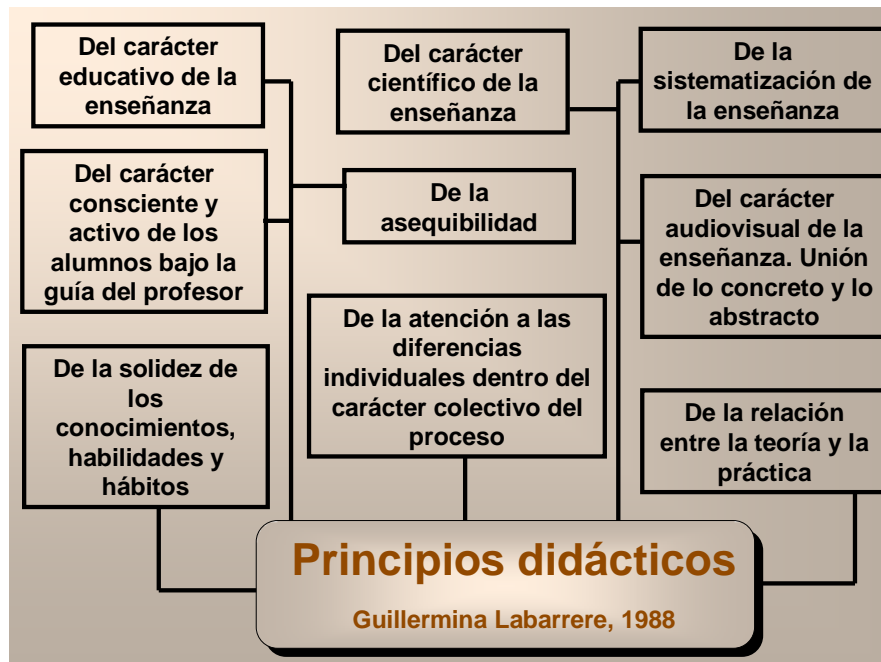 Del carácter
educativo de la
enseñanza
Del carácter
científico de la
enseñanza
De la
sistematización de
la enseñanza
Del carácter
consciente y
activo de los
alumnos bajo la
guía del profesor
De la
asequibilidad
Del carácter
audiovisual de la
enseñanza. Unión
de lo concreto y lo
abstracto
De la solidez de
los
conocimientos,
habilidades y
hábitos
De la atención a las
diferencias
individuales dentro del
carácter colectivo del
proceso
De la relación
entre la teoría y la
práctica
Principios didácticos
Guillermina Labarrere, 1988